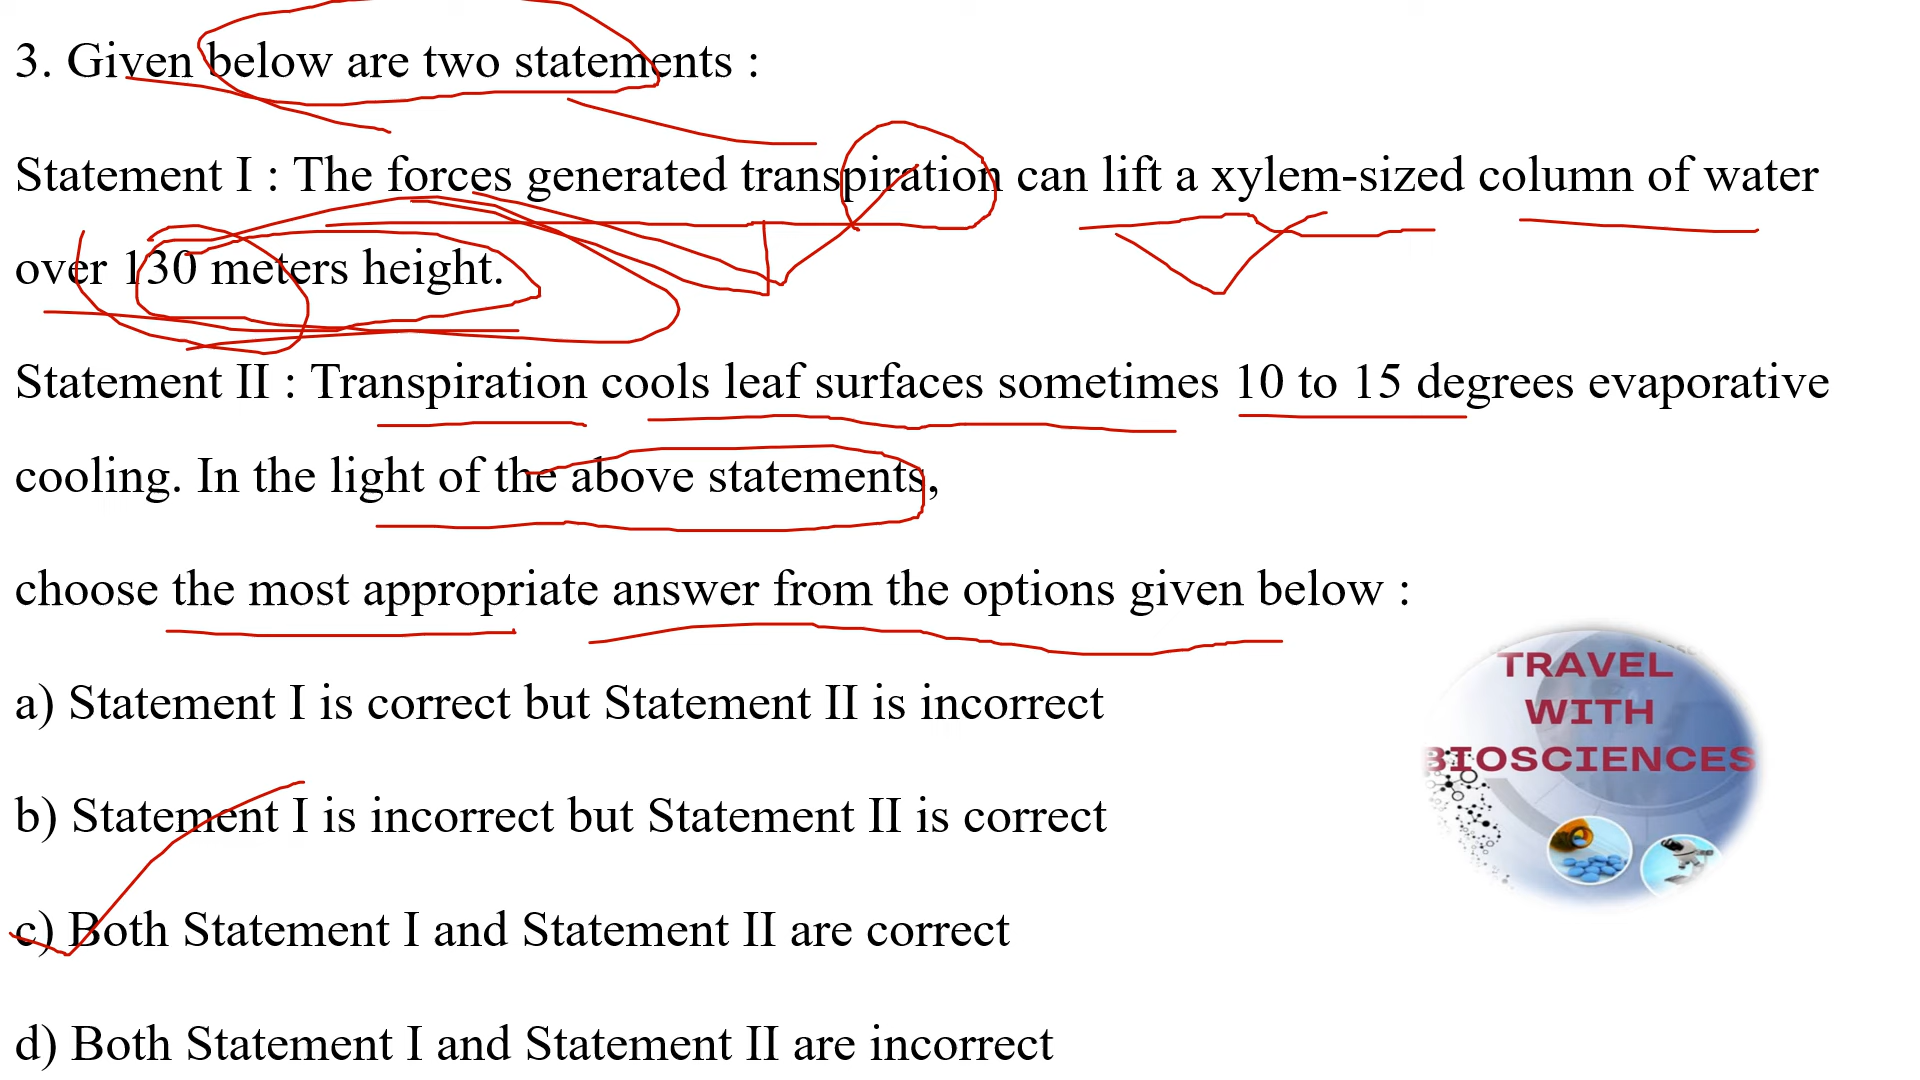 3. Given below are two statements :
Statement I : The forces generated transpiration can lift a xylem-sized column of water
over 130 meters height.
Statement II : Transpiration cools leaf surfaces sometimes 10 to 15 degrees evaporative
cooling. In the light of the above statements,
choose the most appropriate answer from the options given below :
a) Statement I is correct but Statement II is incorrect
b) Statement I is incorrect but Statement II is correct
c) Both Statement I and Statement II are correct
d) Both Statement I and Statement II are incorrect
TRAVEL
WITH
BIOSCIENCES